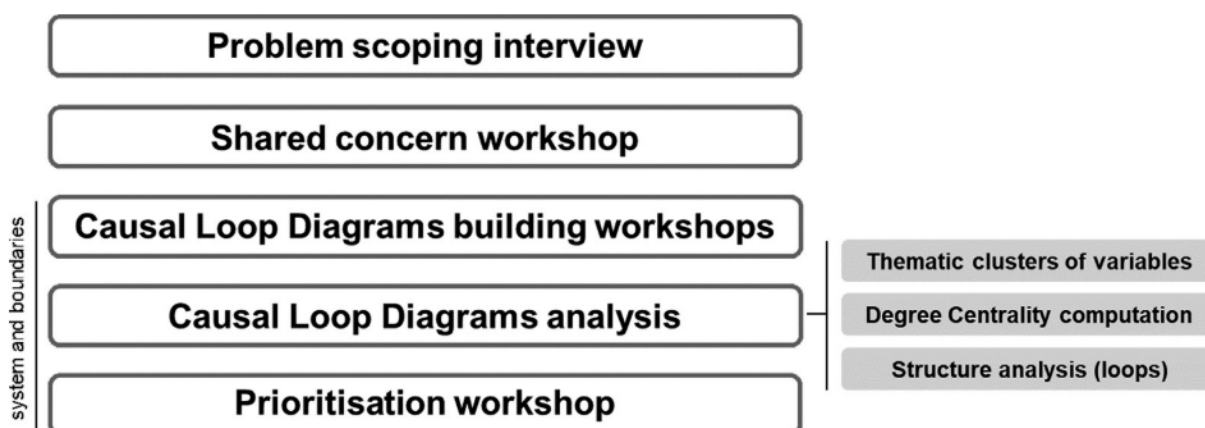 Problem scoping interview
Shared concern workshop
Causal Loop Diagrams building workshops
Causal Loop Diagrams analysis
Prioritisation workshop
system and boundaries
Thematic clusters of variables
Degree Centrality computation
Structure analysis (loops)